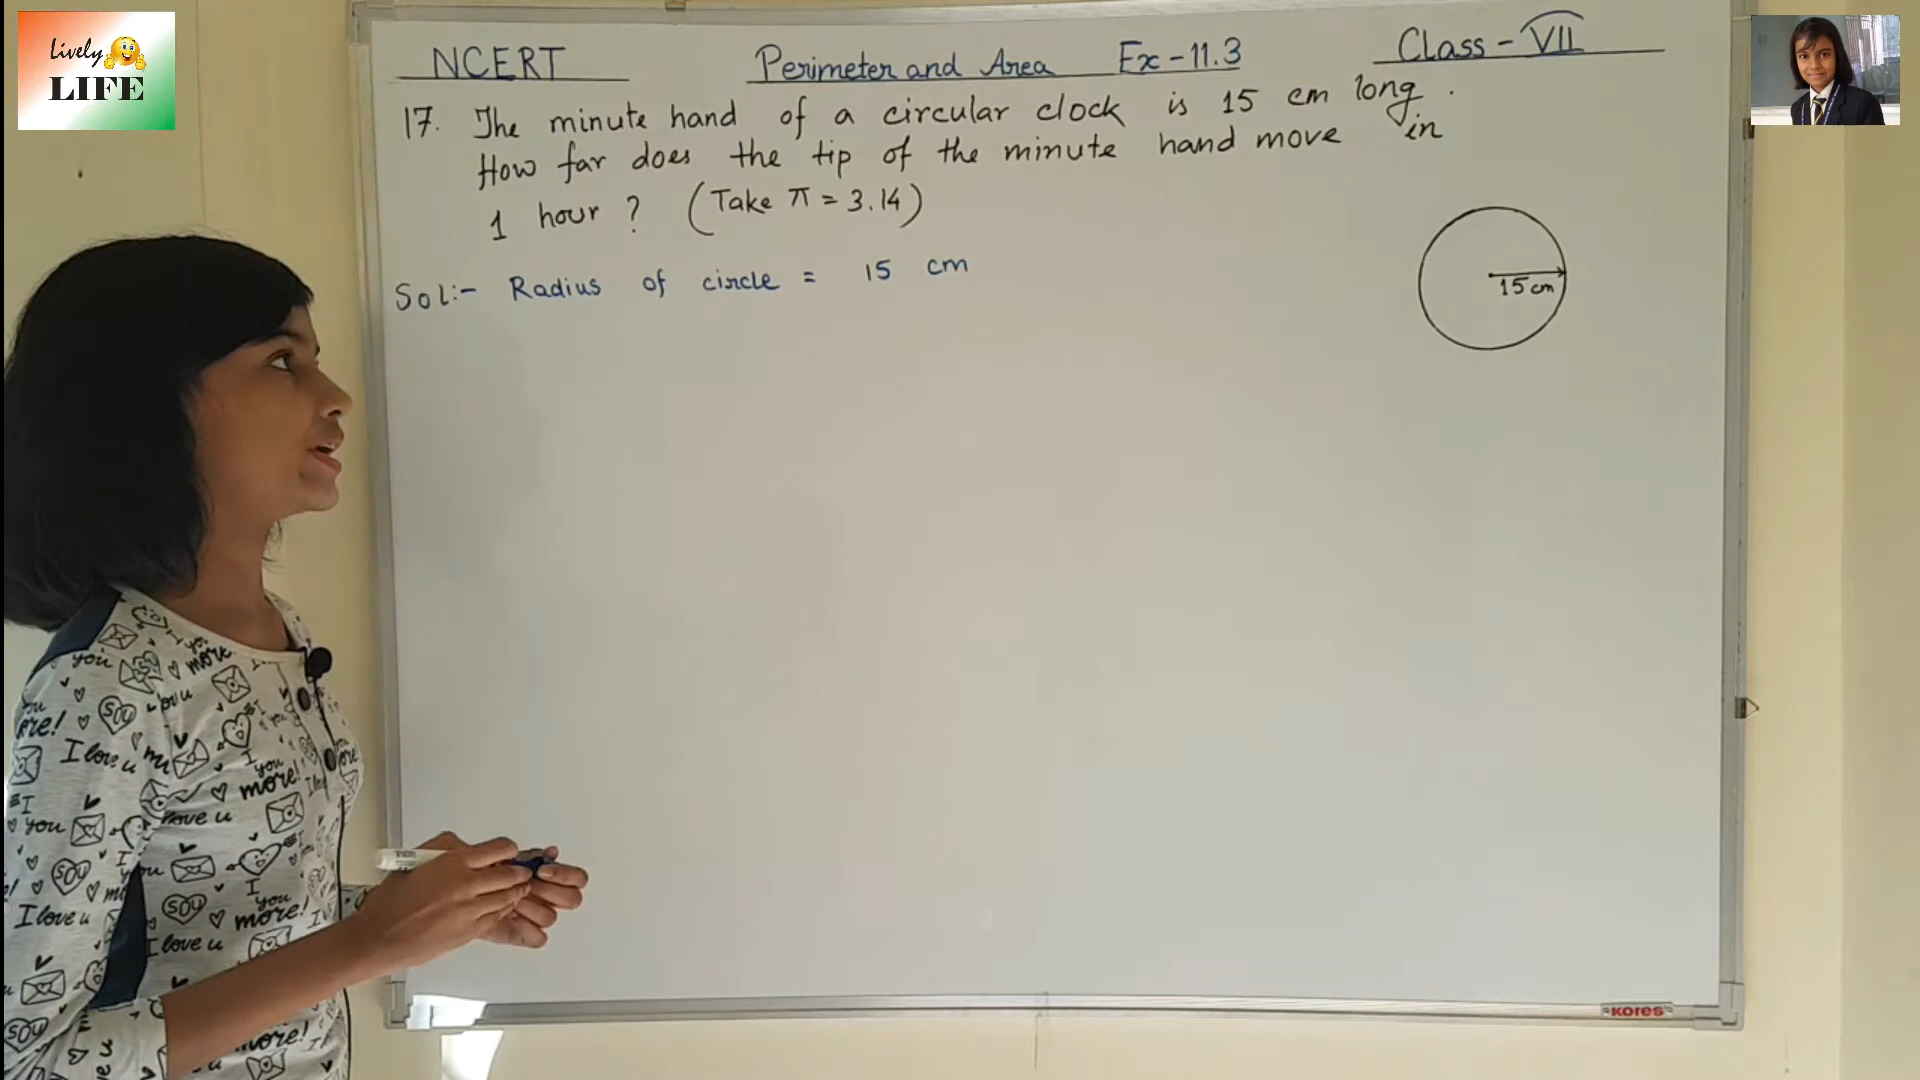 Lively
LIFE
NCERT Perimeter and Area Ex-11.3 Class - VII
17. The minute hand of a circular clock is 15 cm long.
How far does the tip of the minute hand move in
1 hour? (Take π = 3.14)
Sol:- Radius of circle = 15 cm
15 cm
kores